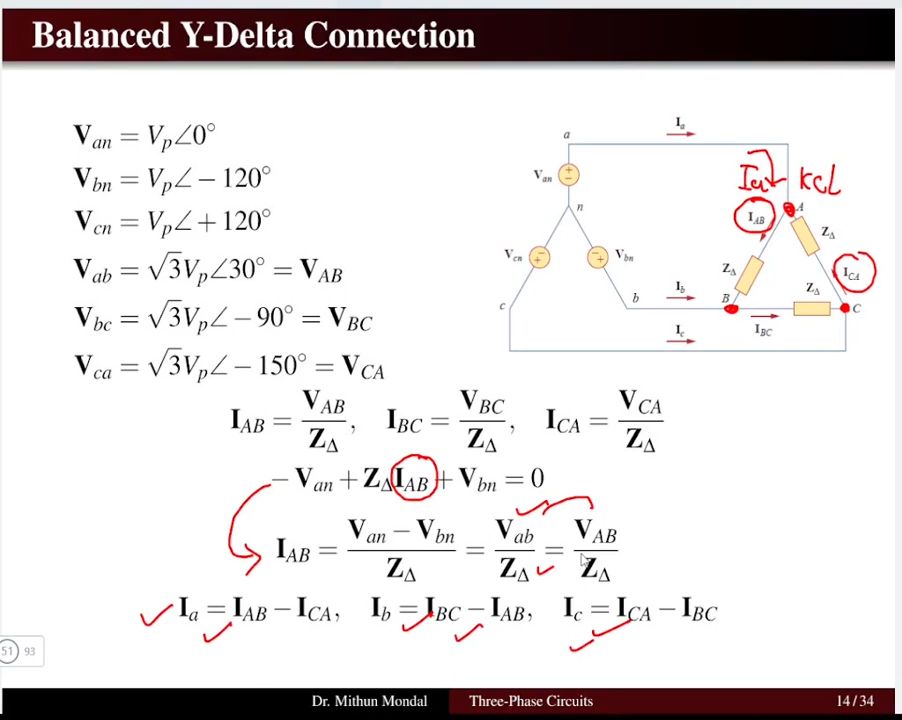 Balanced Y-Delta Connection
V_an = V_p∠0°
V_bn = V_p∠ − 120°
V_cn = V_p∠ + 120°
V_ab = √3V_p∠30° = V_AB
V_bc = √3V_p∠ − 90° = V_BC
V_ca = √3V_p∠ − 150° = V_CA
I_a
a
V_an
+
−
n
V_cn
V_bn
c
b
I_b
I_c
Ia KCL
I_AB
A
Z_Δ
Z_Δ
I_CA
B
Z_Δ
C
I_BC
I_AB = V_AB / Z_Δ, I_BC = V_BC / Z_Δ, I_CA = V_CA / Z_Δ
−V_an + Z_Δ I_AB + V_bn = 0
I_AB = (V_an − V_bn) / Z_Δ = V_ab / Z_Δ = V_AB / Z_Δ
I_a = I_AB − I_CA, I_b = I_BC − I_AB, I_c = I_CA − I_BC
51 93
Dr. Mithun Mondal Three-Phase Circuits 14 / 34